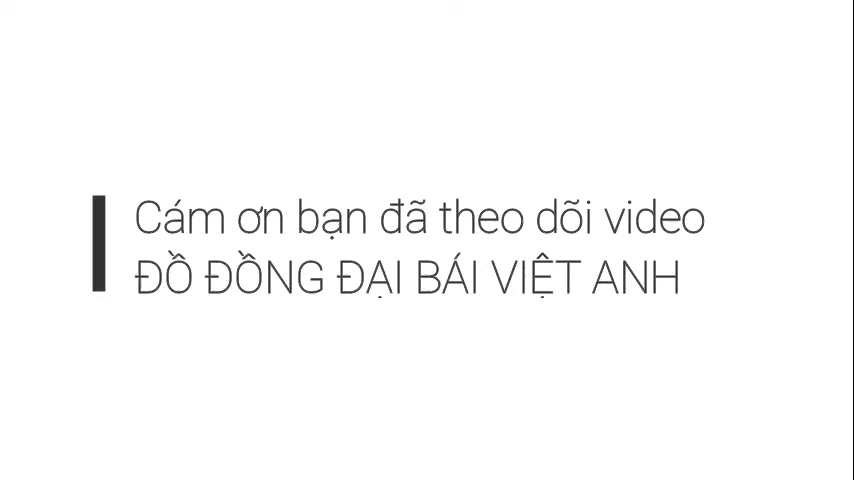 Cám ơn bạn đã theo dõi video
ĐỒ ĐỒNG ĐẠI BÁI VIỆT ANH